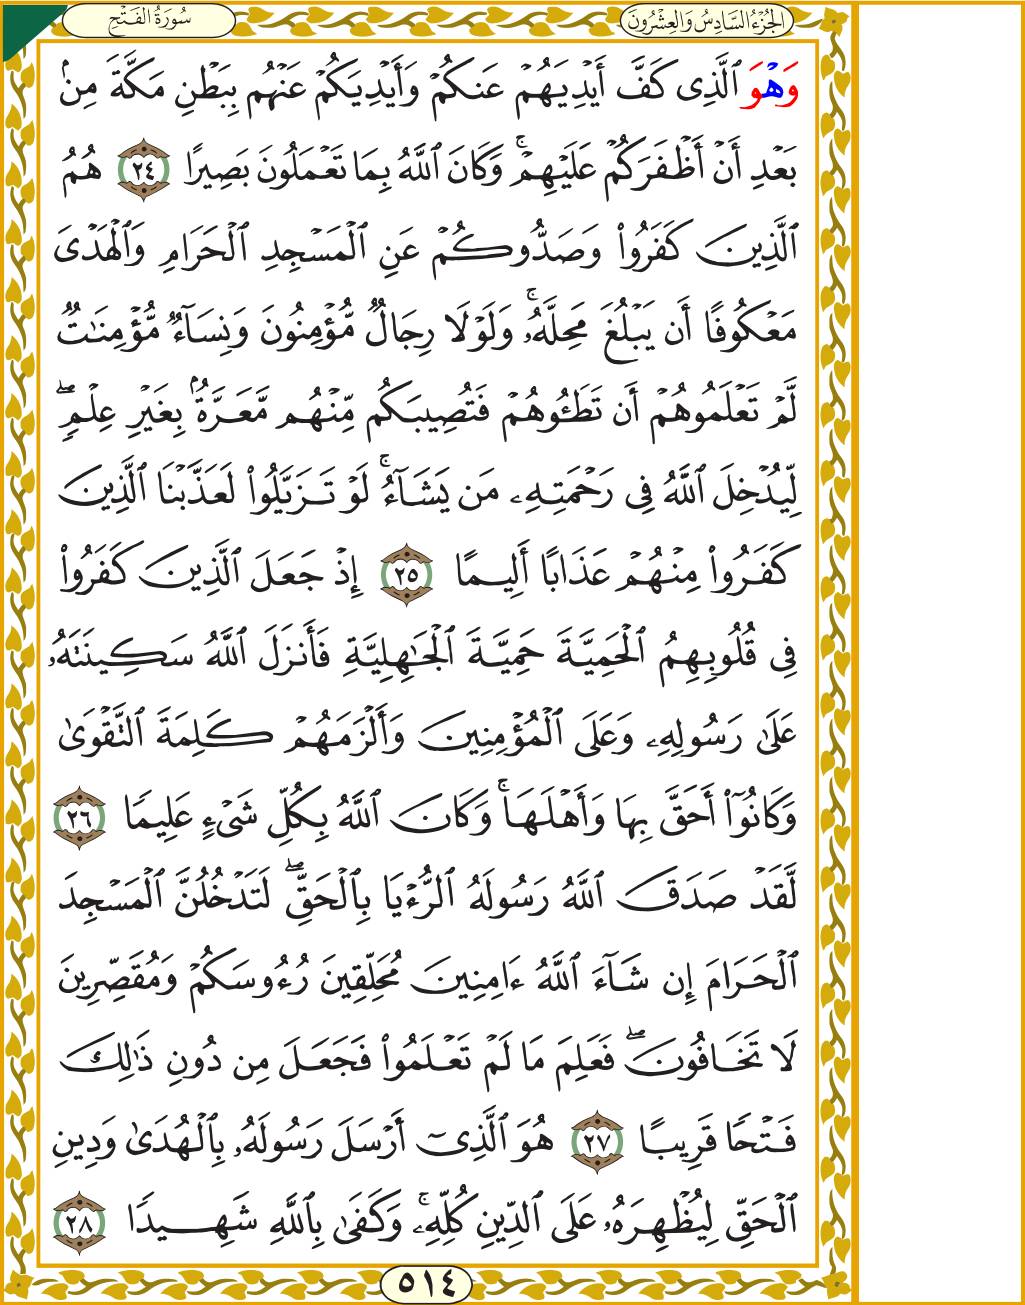 الجُزْءُ السَّادِسُ وَالعِشْرُونَ
سُورَةُ الفَتْحِ
وَهُوَ ٱلَّذِى كَفَّ أَيْدِيَهُمْ عَنكُمْ وَأَيْدِيَكُمْ عَنْهُم بِبَطْنِ مَكَّةَ مِنۢ
بَعْدِ أَنْ أَظْفَرَكُمْ عَلَيْهِمْ ۚ وَكَانَ ٱللَّهُ بِمَا تَعْمَلُونَ بَصِيرًا ٢٤ هُمُ
ٱلَّذِينَ كَفَرُوا۟ وَصَدُّوكُمْ عَنِ ٱلْمَسْجِدِ ٱلْحَرَامِ وَٱلْهَدْىَ
مَعْكُوفًا أَن يَبْلُغَ مَحِلَّهُۥ ۚ وَلَوْلَا رِجَالٌ مُّؤْمِنُونَ وَنِسَآءٌ مُّؤْمِنَـٰتٌ
لَّمْ تَعْلَمُوهُمْ أَن تَطَـُٔوهُمْ فَتُصِيبَكُم مِّنْهُم مَّعَرَّةٌۢ بِغَيْرِ عِلْمٍ ۖ
لِّيُدْخِلَ ٱللَّهُ فِى رَحْمَتِهِۦ مَن يَشَآءُ ۚ لَوْ تَزَيَّلُوا۟ لَعَذَّبْنَا ٱلَّذِينَ
كَفَرُوا۟ مِنْهُمْ عَذَابًا أَلِيمًا ٢٥ إِذْ جَعَلَ ٱلَّذِينَ كَفَرُوا۟
فِى قُلُوبِهِمُ ٱلْحَمِيَّةَ حَمِيَّةَ ٱلْجَـٰهِلِيَّةِ فَأَنزَلَ ٱللَّهُ سَكِينَتَهُۥ
عَلَىٰ رَسُولِهِۦ وَعَلَى ٱلْمُؤْمِنِينَ وَأَلْزَمَهُمْ كَلِمَةَ ٱلتَّقْوَىٰ
وَكَانُوٓا۟ أَحَقَّ بِهَا وَأَهْلَهَا ۚ وَكَانَ ٱللَّهُ بِكُلِّ شَىْءٍ عَلِيمًا ٢٦
لَّقَدْ صَدَقَ ٱللَّهُ رَسُولَهُ ٱلرُّءْيَا بِٱلْحَقِّ ۖ لَتَدْخُلُنَّ ٱلْمَسْجِدَ
ٱلْحَرَامَ إِن شَآءَ ٱللَّهُ ءَامِنِينَ مُحَلِّقِينَ رُءُوسَكُمْ وَمُقَصِّرِينَ
لَا تَخَافُونَ ۖ فَعَلِمَ مَا لَمْ تَعْلَمُوا۟ فَجَعَلَ مِن دُونِ ذَٰلِكَ
فَتْحًا قَرِيبًا ٢٧ هُوَ ٱلَّذِىٓ أَرْسَلَ رَسُولَهُۥ بِٱلْهُدَىٰ وَدِينِ
ٱلْحَقِّ لِيُظْهِرَهُۥ عَلَى ٱلدِّينِ كُلِّهِۦ ۚ وَكَفَىٰ بِٱللَّهِ شَهِيدًا ٢٨
٥١٤